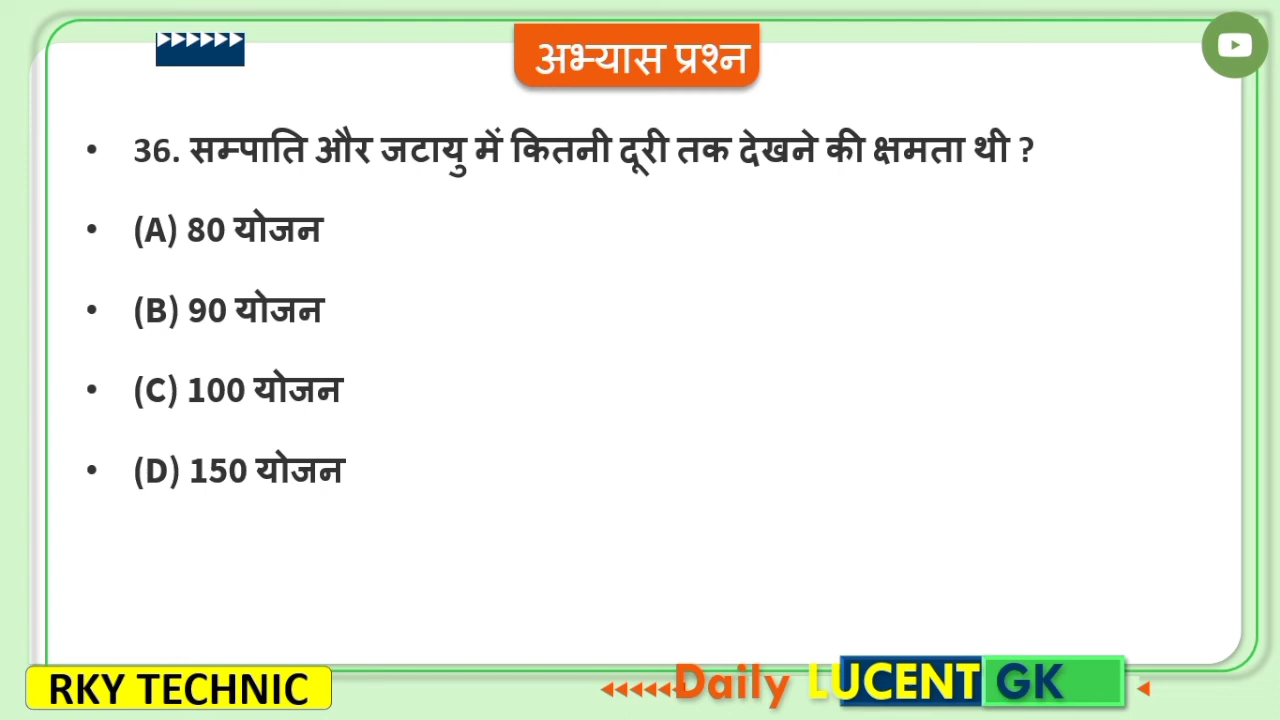 अभ्यास प्रश्न
• 36. सम्पाति और जटायु में कितनी दूरी तक देखने की क्षमता थी ?
• (A) 80 योजन
• (B) 90 योजन
• (C) 100 योजन
• (D) 150 योजन
RKY TECHNIC
Daily LUCENT GK